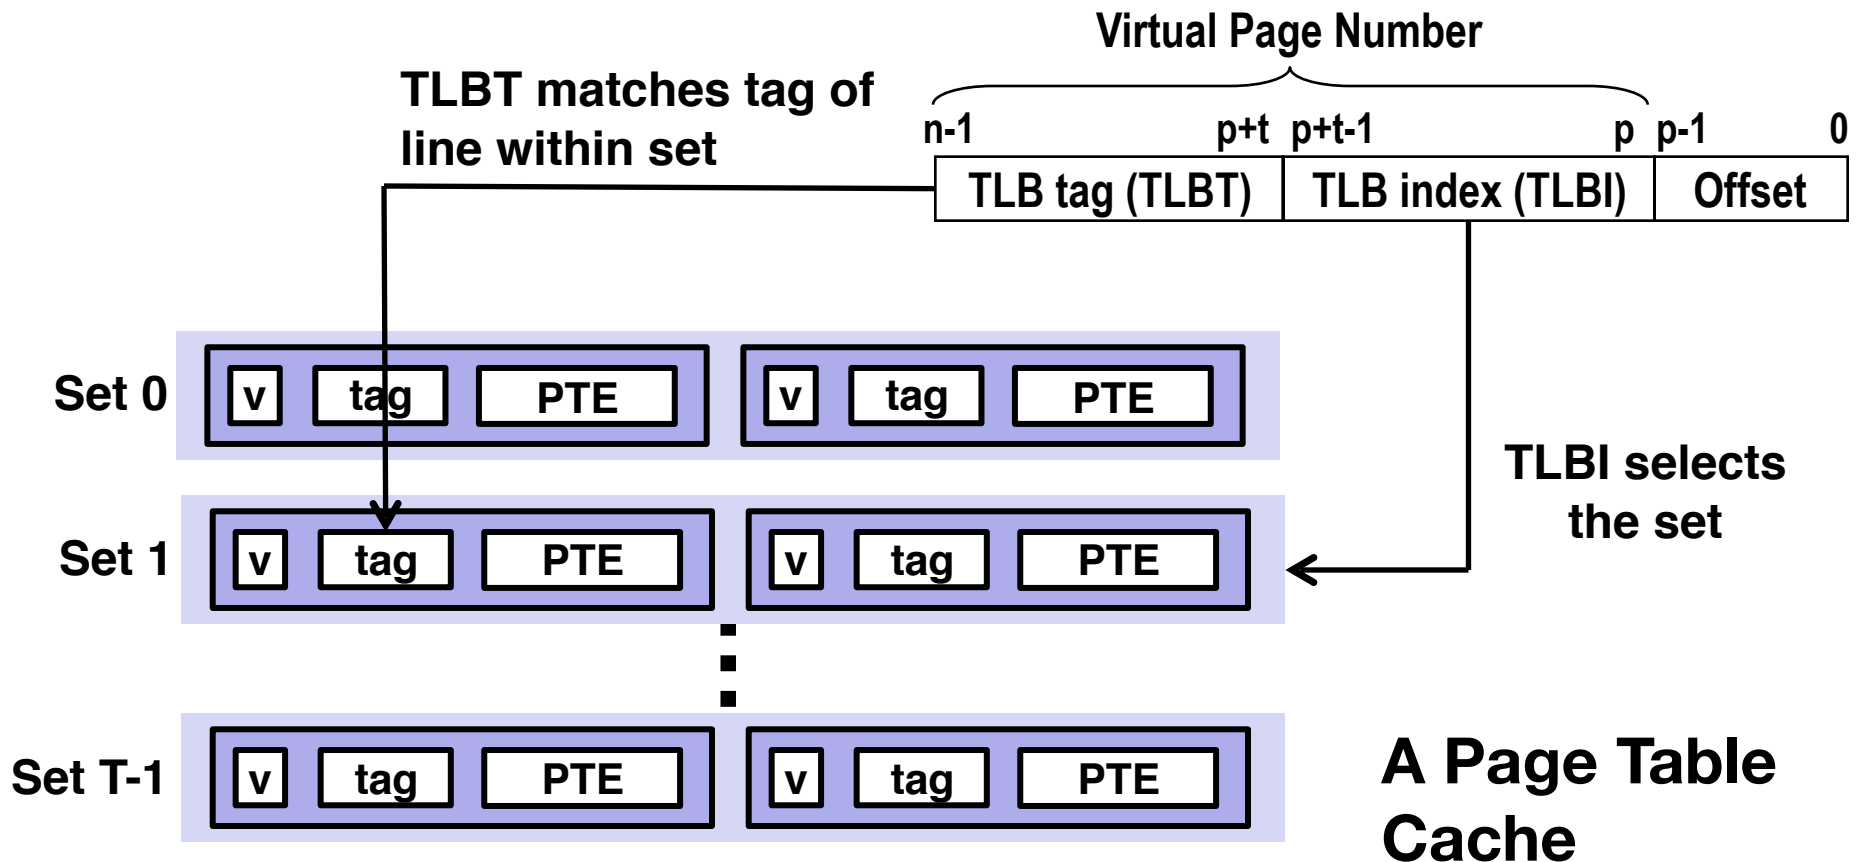 Virtual Page Number
TLBT matches tag of
line within set
n-1 p+t p+t-1 p p-1 0
TLB tag (TLBT) TLB index (TLBI) Offset
Set 0 v tag PTE v tag PTE
TLBI selects
the set
Set 1 v tag PTE v tag PTE
Set T-1 v tag PTE v tag PTE
A Page Table
Cache